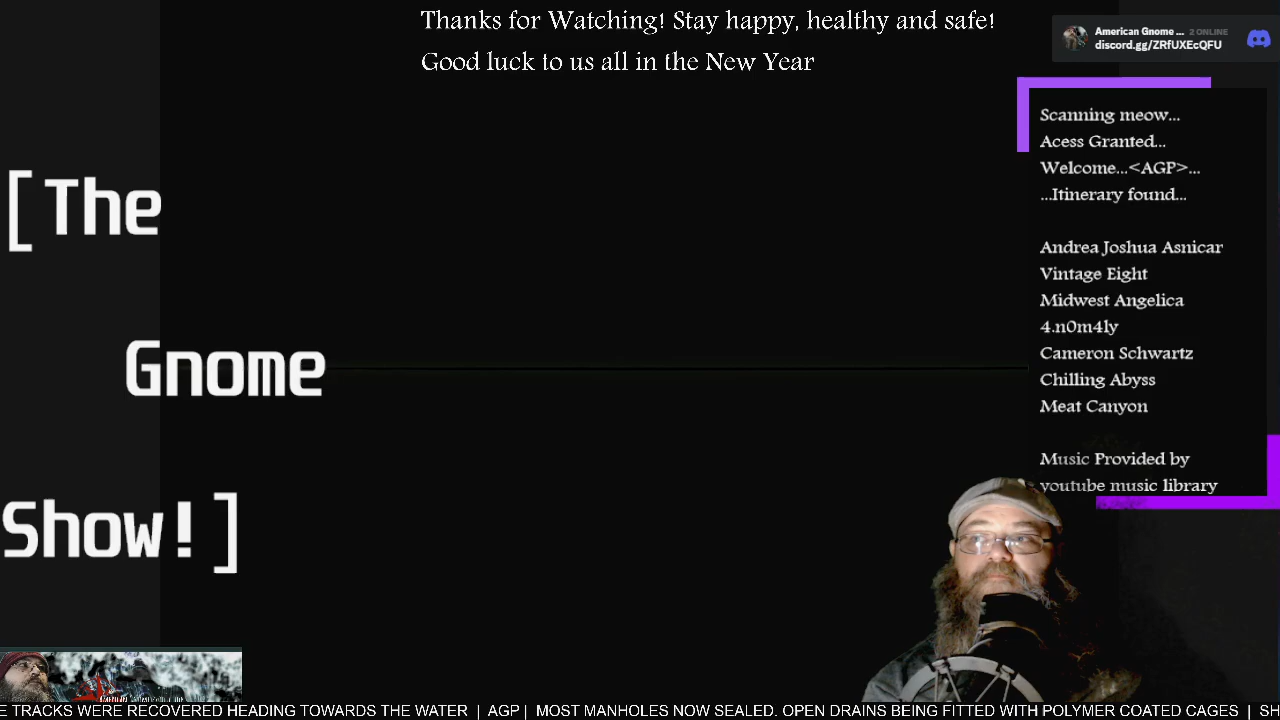 Thanks for Watching! Stay happy, healthy and safe!
Good luck to us all in the New Year
American Gnome ... 2 ONLINE
discord.gg/ZRfUXEcQFU
Scanning meow...
Acess Granted...
Welcome...<AGP>...
...Itinerary found...
Andrea Joshua Asnicar
Vintage Eight
Midwest Angelica
4.n0m4ly
Cameron Schwartz
Chilling Abyss
Meat Canyon
Music Provided by
youtube music library
[The
Gnome
Show!]
E TRACKS WERE RECOVERED HEADING TOWARDS THE WATER | AGP | MOST MANHOLES NOW SEALED. OPEN DRAINS BEING FITTED WITH POLYMER COATED CAGES | SH